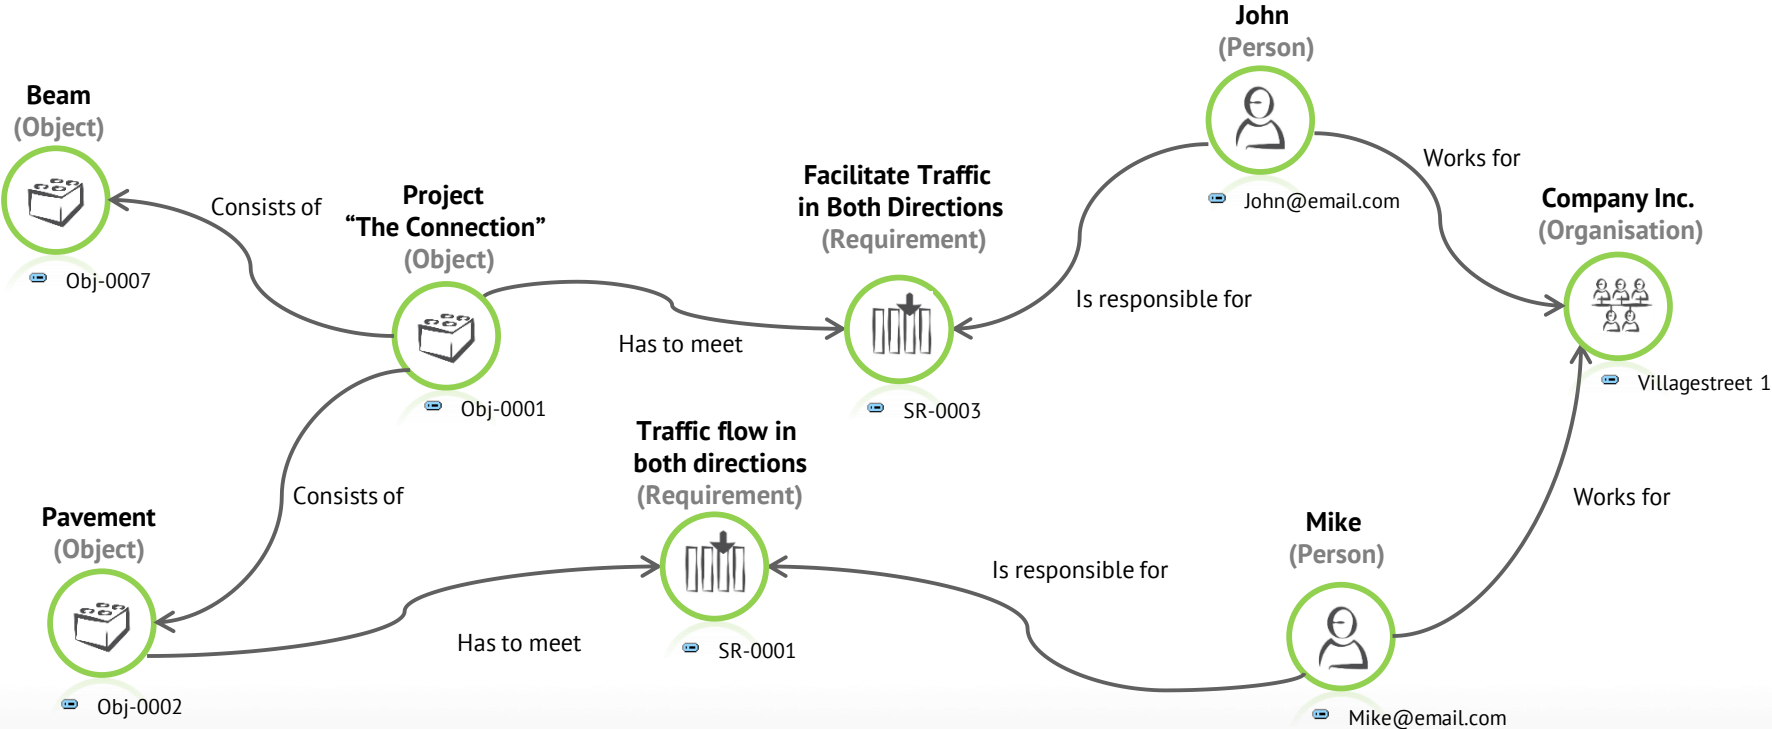 John
(Person)
Beam
(Object)
Works for
Facilitate Traffic
in Both Directions
(Requirement)
Project
“The Connection”
(Object)
Consists of
John@email.com
Company Inc.
(Organisation)
Obj-0007
Is responsible for
Has to meet
Villagestreet 1
Obj-0001
SR-0003
Traffic flow in
both directions
(Requirement)
Consists of
Works for
Pavement
(Object)
Mike
(Person)
Is responsible for
Has to meet
SR-0001
Obj-0002
Mike@email.com